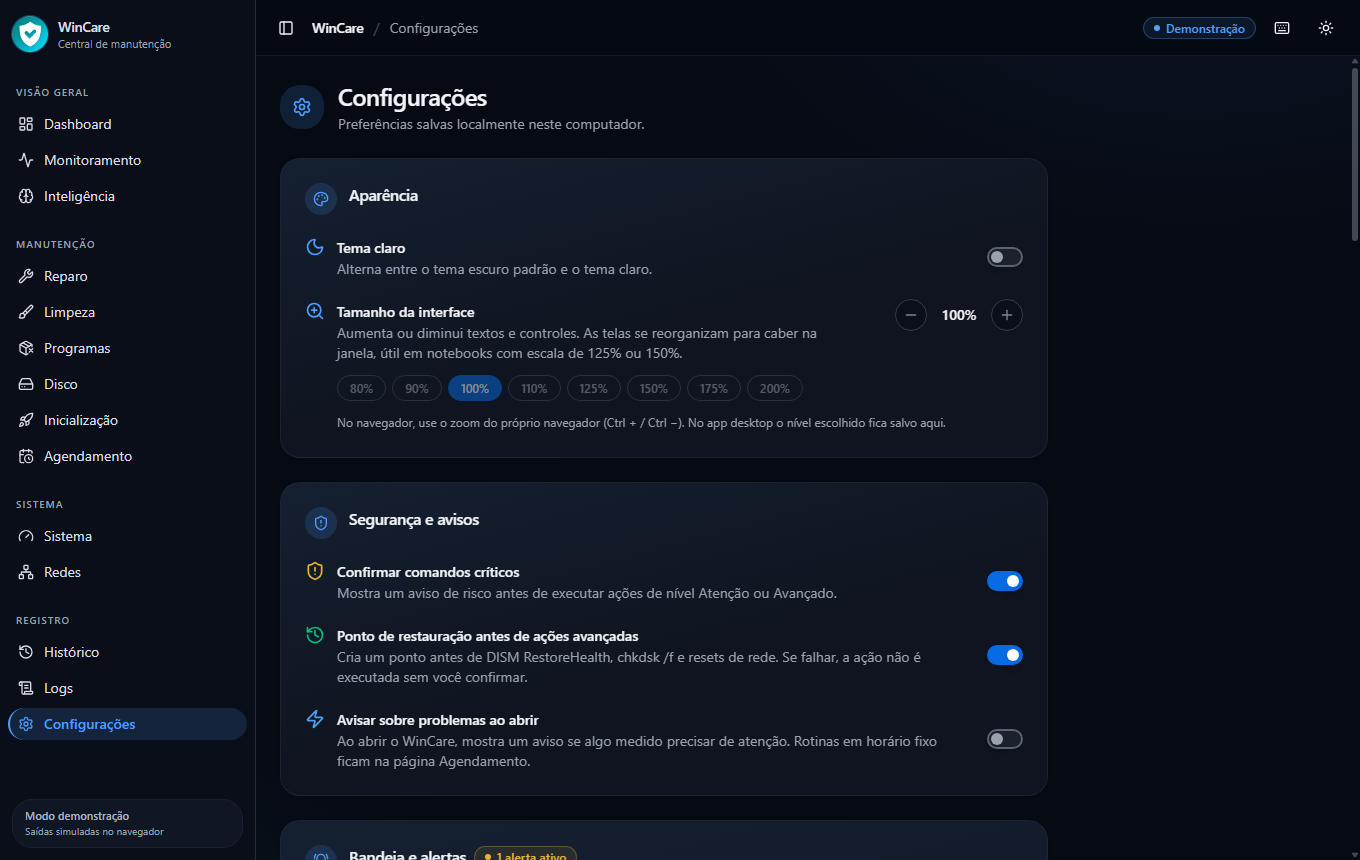 WinCare
Central de manutenção
VISÃO GERAL
Dashboard
Monitoramento
Inteligência
MANUTENÇÃO
Reparo
Limpeza
Programas
Disco
Inicialização
Agendamento
SISTEMA
Sistema
Redes
REGISTRO
Histórico
Logs
Configurações
Modo demonstração
Saídas simuladas no navegador
WinCare / Configurações
Demonstração
Configurações
Preferências salvas localmente neste computador.
Aparência
Tema claro
Alterna entre o tema escuro padrão e o tema claro.
Tamanho da interface
Aumenta ou diminui textos e controles. As telas se reorganizam para caber na
janela, útil em notebooks com escala de 125% ou 150%.
− 100% +
80% 90% 100% 110% 125% 150% 175% 200%
No navegador, use o zoom do próprio navegador (Ctrl + / Ctrl −). No app desktop o nível escolhido fica salvo aqui.
Segurança e avisos
Confirmar comandos críticos
Mostra um aviso de risco antes de executar ações de nível Atenção ou Avançado.
Ponto de restauração antes de ações avançadas
Cria um ponto antes de DISM RestoreHealth, chkdsk /f e resets de rede. Se falhar, a ação não é
executada sem você confirmar.
Avisar sobre problemas ao abrir
Ao abrir o WinCare, mostra um aviso se algo medido precisar de atenção. Rotinas em horário fixo
ficam na página Agendamento.
Bandeja e alertas
1 alerta ativo